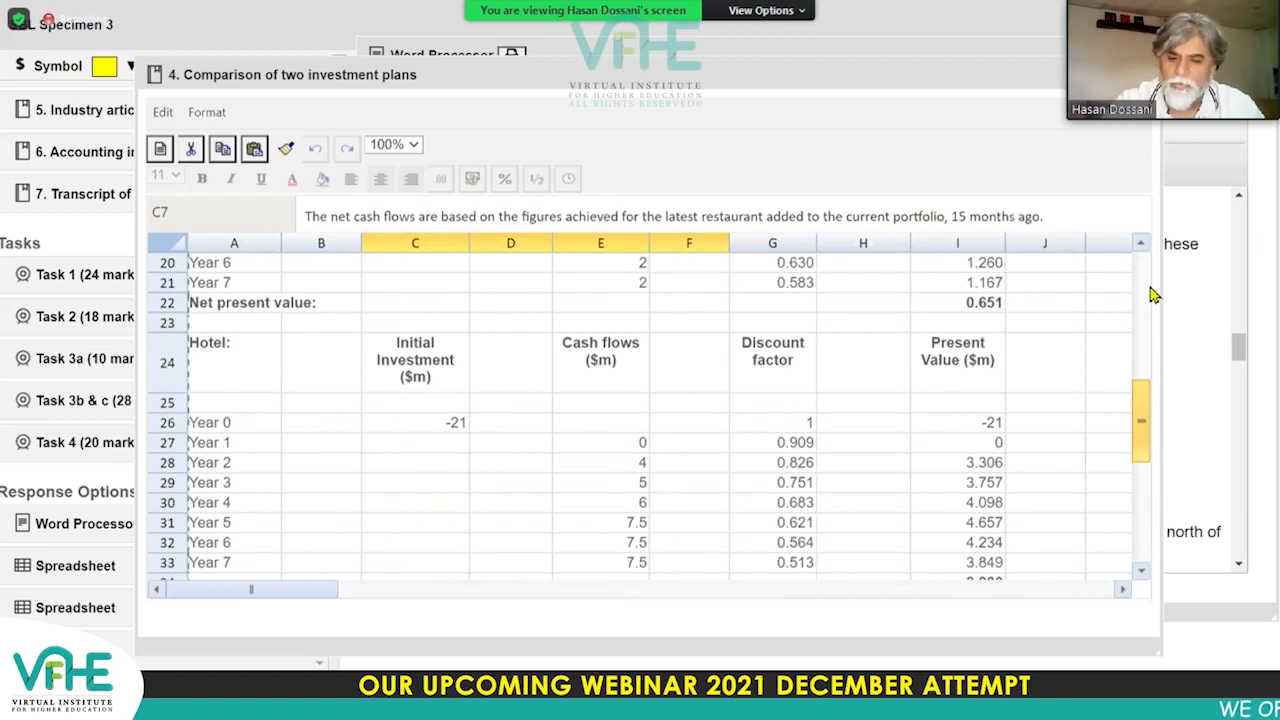 You are viewing Hasan Dossani's screen
View Options
L Specimen 3
Word Processor
Symbol
4. Comparison of two investment plans
VIFHE
VIRTUAL INSTITUTE
FOR HIGHER EDUCATION
ALL RIGHTS RESERVED©
Hasan Dossani
5. Industry artic
6. Accounting in
7. Transcript of
Tasks
Task 1 (24 mark
Task 2 (18 mark
Task 3a (10 mar
Task 3b & c (28
Task 4 (20 mark
Response Options
Word Processo
Spreadsheet
Spreadsheet
Edit Format
100%
11 B I U A .00 % 1/2
C7 The net cash flows are based on the figures achieved for the latest restaurant added to the current portfolio, 15 months ago.
A B C D E F G H I J
20 Year 6 2 0.630 1.260
21 Year 7 2 0.583 1.167
22 Net present value: 0.651
23
24 Hotel: Initial Investment ($m) Cash flows ($m) Discount factor Present Value ($m)
25
26 Year 0 -21 1 -21
27 Year 1 0 0.909 0
28 Year 2 4 0.826 3.306
29 Year 3 5 0.751 3.757
30 Year 4 6 0.683 4.098
31 Year 5 7.5 0.621 4.657
32 Year 6 7.5 0.564 4.234
33 Year 7 7.5 0.513 3.849
hese
north of
VIFHE
VIRTUAL INSTITUTE
FOR HIGHER EDUCATION
OUR UPCOMING WEBINAR 2021 DECEMBER ATTEMPT
WE OF